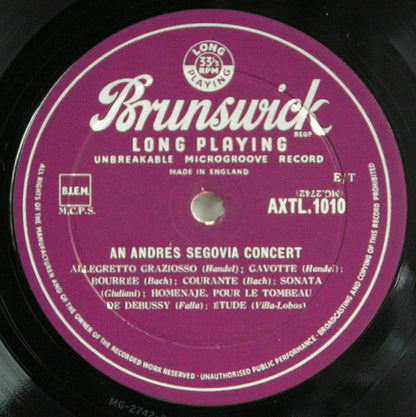 LONG
33⅓
RPM
PLAYING
Brunswick
REGD
LONG PLAYING
UNBREAKABLE MICROGROOVE RECORD
MADE IN ENGLAND
E/T
(MG.2742)
AXTL.1010
B.I.E.M.
M.C.P.S.
AN ANDRÉS SEGOVIA CONCERT
ALLEGRETTO GRAZIOSSO (Handel); GAVOTTE (Handel);
BOURRÉE (Bach); COURANTE (Bach); SONATA
(Giuliani); HOMENAJE, POUR LE TOMBEAU
DE DEBUSSY (Falla); ETUDE (Villa-Lobos)
ALL RIGHTS OF THE MANUFACTURER AND OF THE OWNER OF THE RECORDED WORK RESERVED · UNAUTHORISED PUBLIC PERFORMANCE · BROADCASTING AND COPYING OF THIS RECORD PROHIBITED
MG-2742